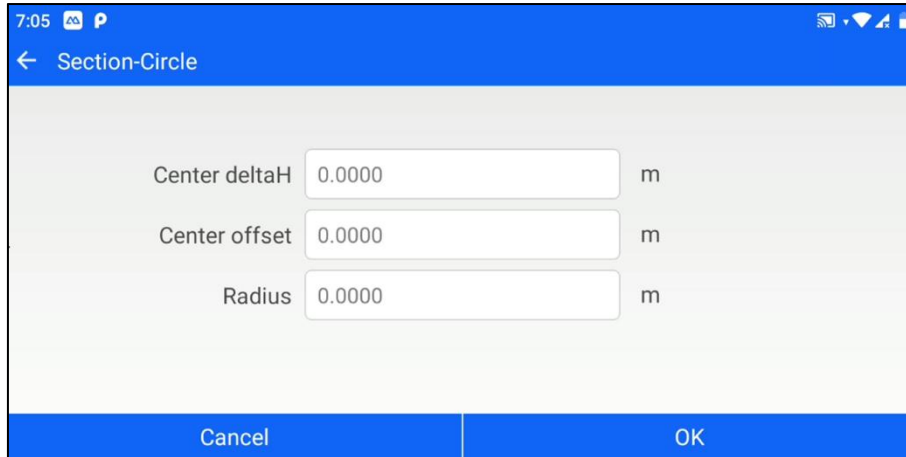 7:05
Section-Circle
Center deltaH 0.0000 m
Center offset 0.0000 m
Radius 0.0000 m
Cancel OK